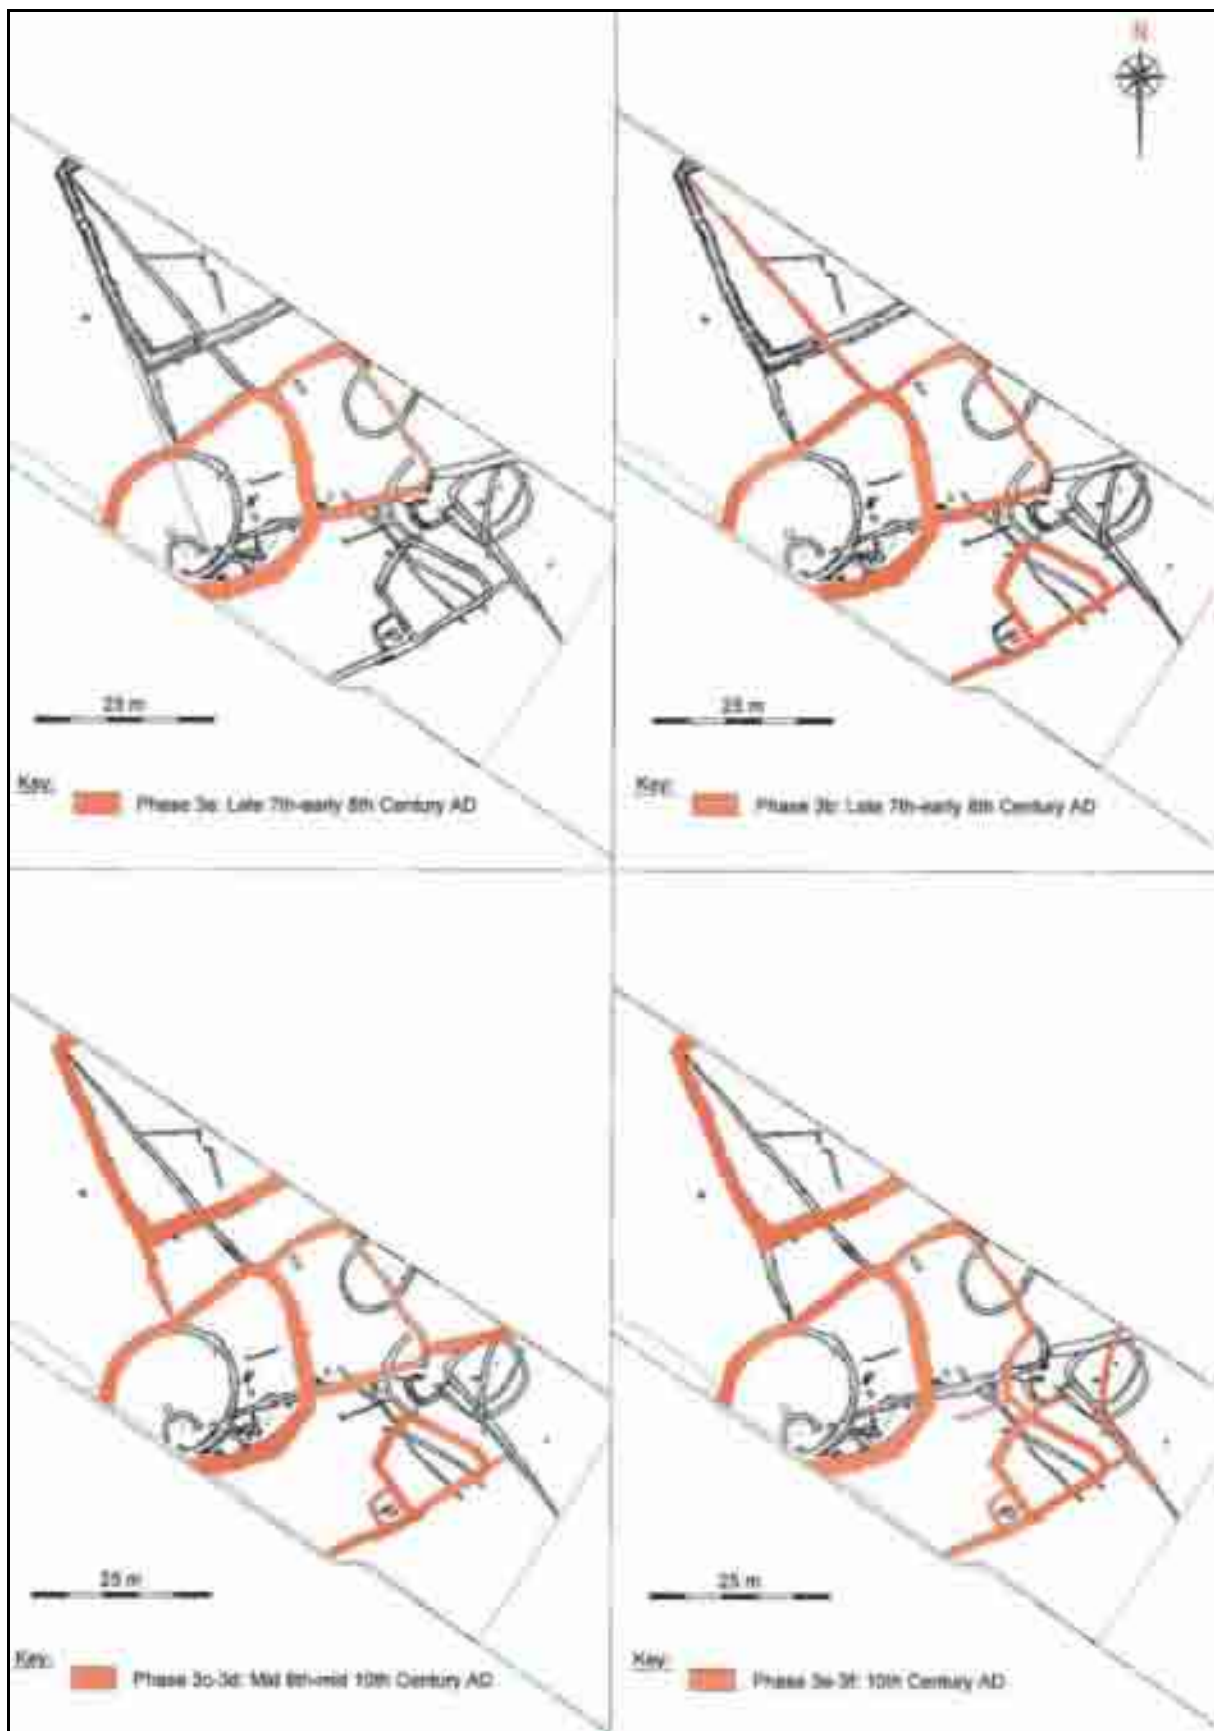 N
25 m
Key:
Phase 3a: Late 7th-early 8th Century AD
25 m
Key:
Phase 3b: Late 7th-early 8th Century AD
25 m
Key:
Phase 3c-3d: Mid 8th-mid 10th Century AD
25 m
Key:
Phase 3e-3f: 10th Century AD